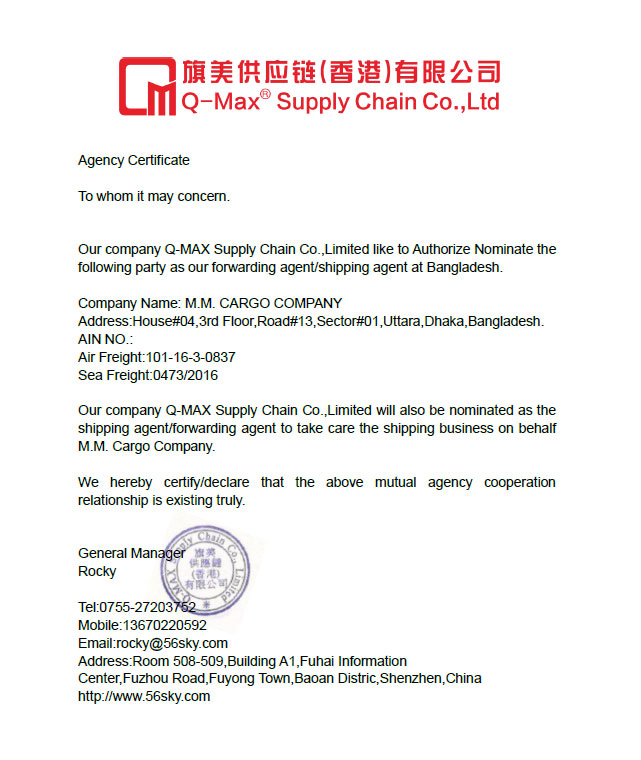 旗美供应链(香港)有限公司
Q-Max® Supply Chain Co.,Ltd
Agency Certificate
To whom it may concern.
Our company Q-MAX Supply Chain Co.,Limited like to Authorize Nominate the
following party as our forwarding agent/shipping agent at Bangladesh.
Company Name: M.M. CARGO COMPANY
Address:House#04,3rd Floor,Road#13,Sector#01,Uttara,Dhaka,Bangladesh.
AIN NO.:
Air Freight:101-16-3-0837
Sea Freight:0473/2016
Our company Q-MAX Supply Chain Co.,Limited will also be nominated as the
shipping agent/forwarding agent to take care the shipping business on behalf
M.M. Cargo Company.
We hereby certify/declare that the above mutual agency cooperation
relationship is existing truly.
General Manager
Rocky
Q-MAX Supply Chain Co., Limited
旗美
供應鏈
(香港)
有限公司
Tel:0755-27203752
Mobile:13670220592
Email:rocky@56sky.com
Address:Room 508-509,Building A1,Fuhai Information
Center,Fuzhou Road,Fuyong Town,Baoan Distric,Shenzhen,China
http://www.56sky.com